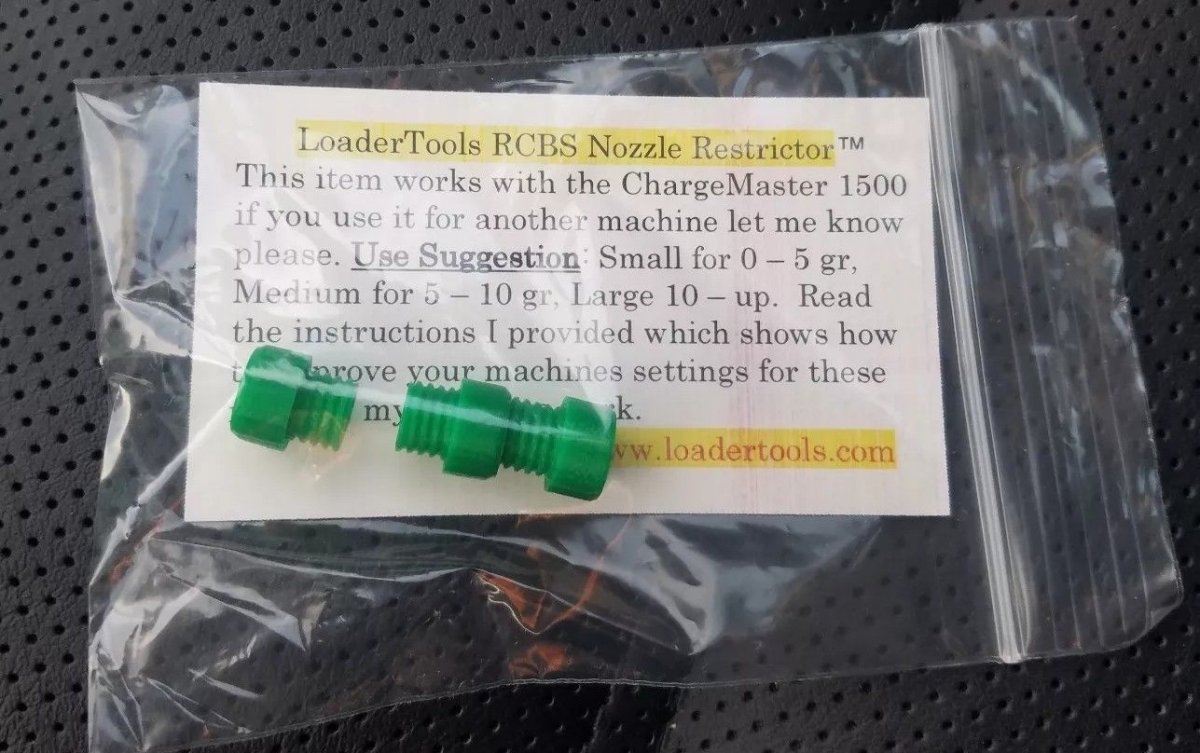 LoaderTools RCBS Nozzle Restrictor™
This item works with the ChargeMaster 1500
if you use it for another machine let me know
please. Use Suggestion: Small for 0 – 5 gr,
Medium for 5 – 10 gr, Large 10 – up. Read
the instructions I provided which shows how
your machines settings for these
www.loadertools.com